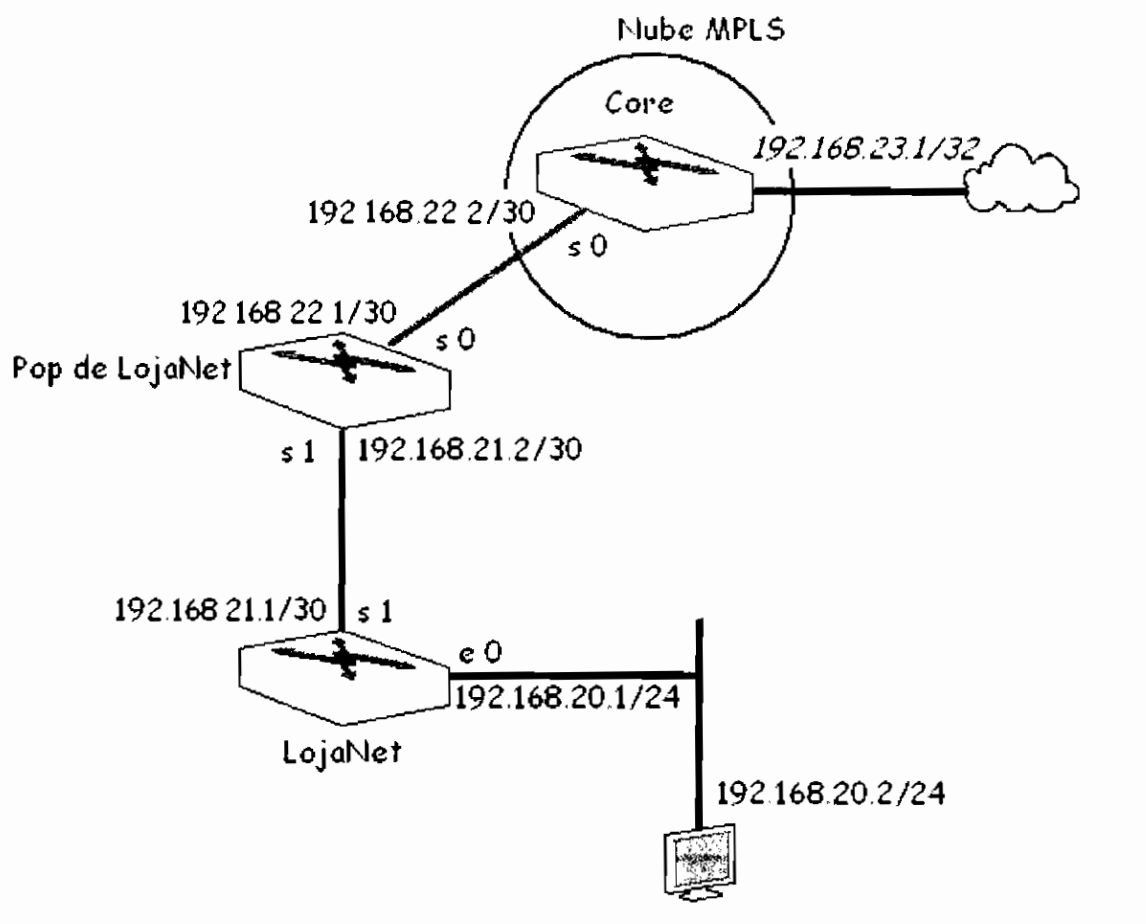 Nube MPLS
Core
192.168.23.1/32
192 168.22 2/30
s 0
192 168 22 1/30
s 0
Pop de LojaNet
s 1
192.168.21.2/30
192.168 21.1/30
s 1
e 0
192.168.20.1/24
LojaNet
192.168.20.2/24